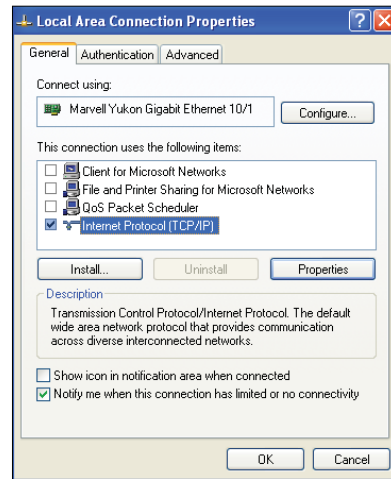 Local Area Connection Properties
General Authentication Advanced
Connect using:
Marvell Yukon Gigabit Ethernet 10/1
Configure...
This connection uses the following items:
Client for Microsoft Networks
File and Printer Sharing for Microsoft Networks
QoS Packet Scheduler
Internet Protocol (TCP/IP)
Install... Uninstall Properties
Description
Transmission Control Protocol/Internet Protocol. The default
wide area network protocol that provides communication
across diverse interconnected networks.
Show icon in notification area when connected
Notify me when this connection has limited or no connectivity
OK Cancel